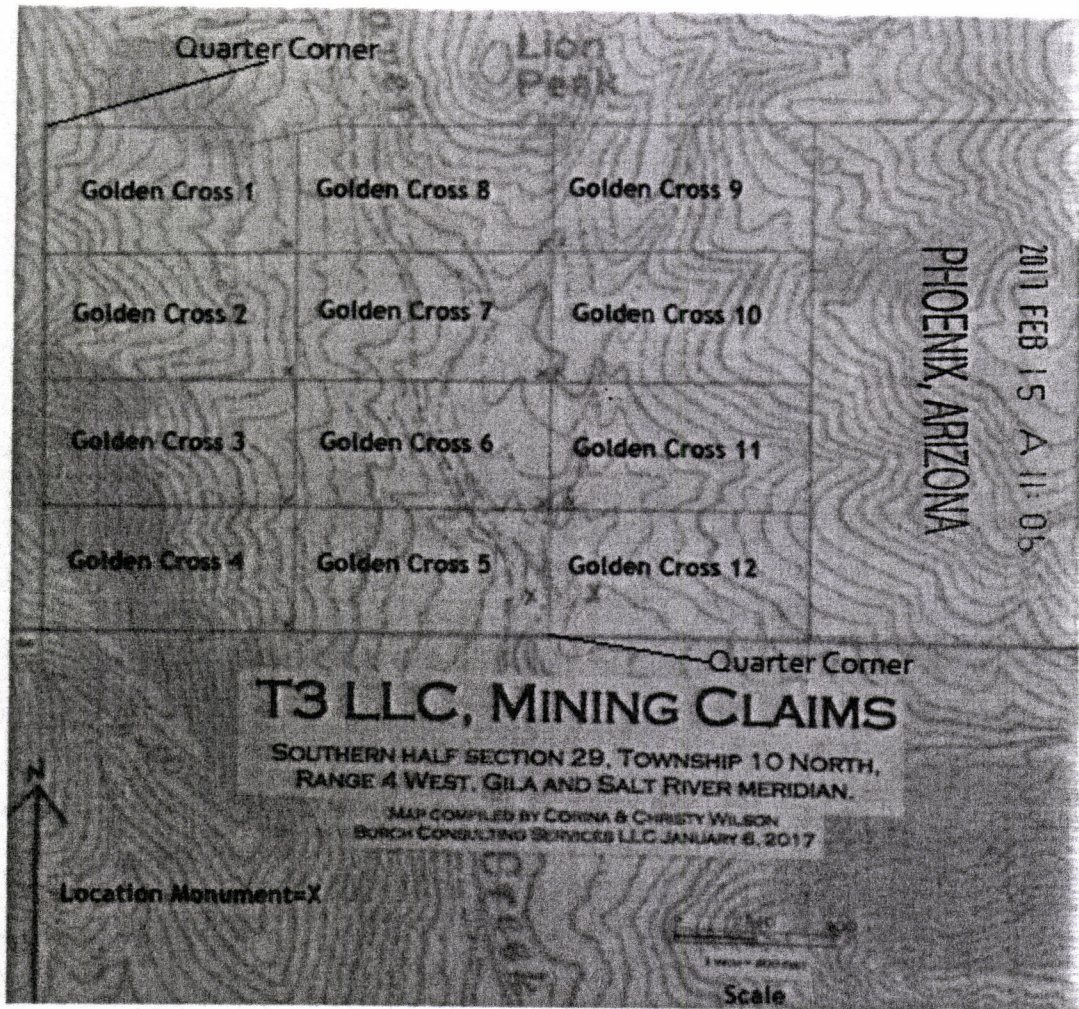 Quarter Corner
Lion
Peak
Golden Cross 1
Golden Cross 8
Golden Cross 9
Golden Cross 2
Golden Cross 7
Golden Cross 10
Golden Cross 3
Golden Cross 6
Golden Cross 11
Golden Cross 4
Golden Cross 5
Golden Cross 12
X X
PHOENIX, ARIZONA
2017 FEB 15 A 11: 06
Quarter Corner
T3 LLC, MINING CLAIMS
SOUTHERN HALF SECTION 29, TOWNSHIP 10 NORTH,
RANGE 4 WEST, GILA AND SALT RIVER MERIDIAN.
MAP COMPILED BY CORINA & CHRISTY WILSON
BURCH CONSULTING SERVICES LLC JANUARY 6, 2017
N
Location Monument=X
Creek
Scale